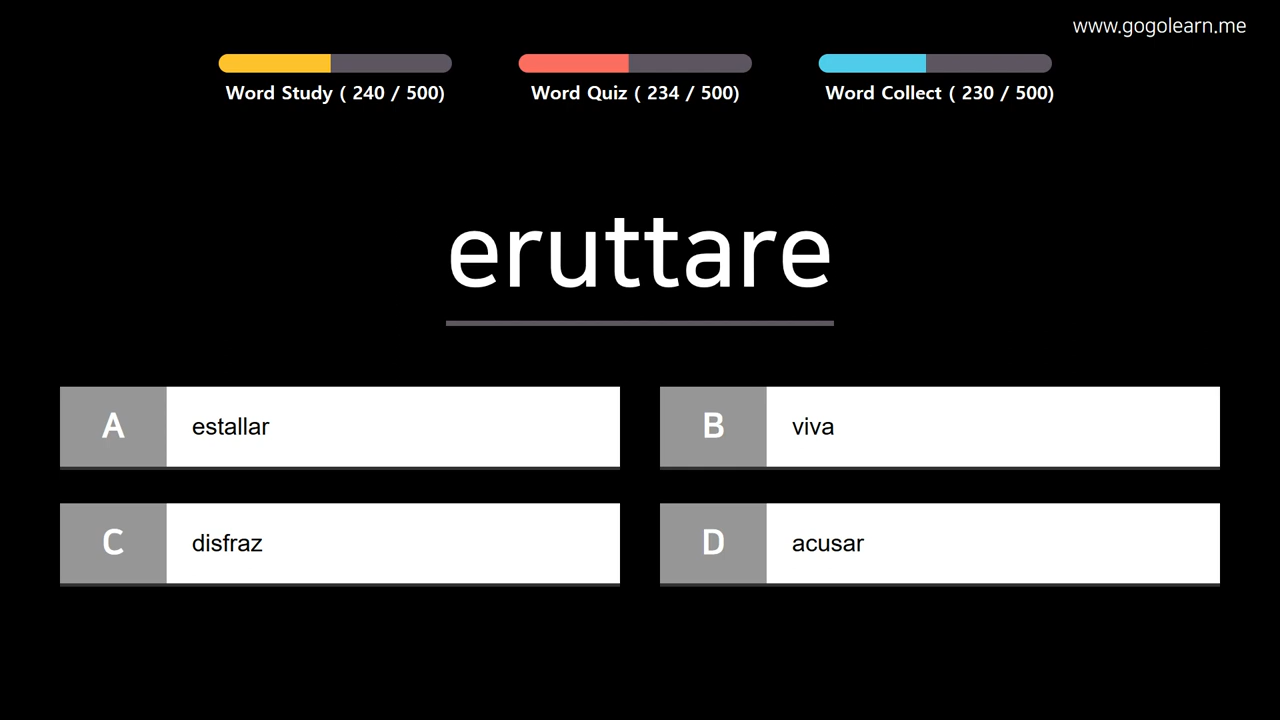 www.gogolearn.me
Word Study ( 240 / 500)
Word Quiz ( 234 / 500)
Word Collect ( 230 / 500)
eruttare
A estallar
B viva
C disfraz
D acusar